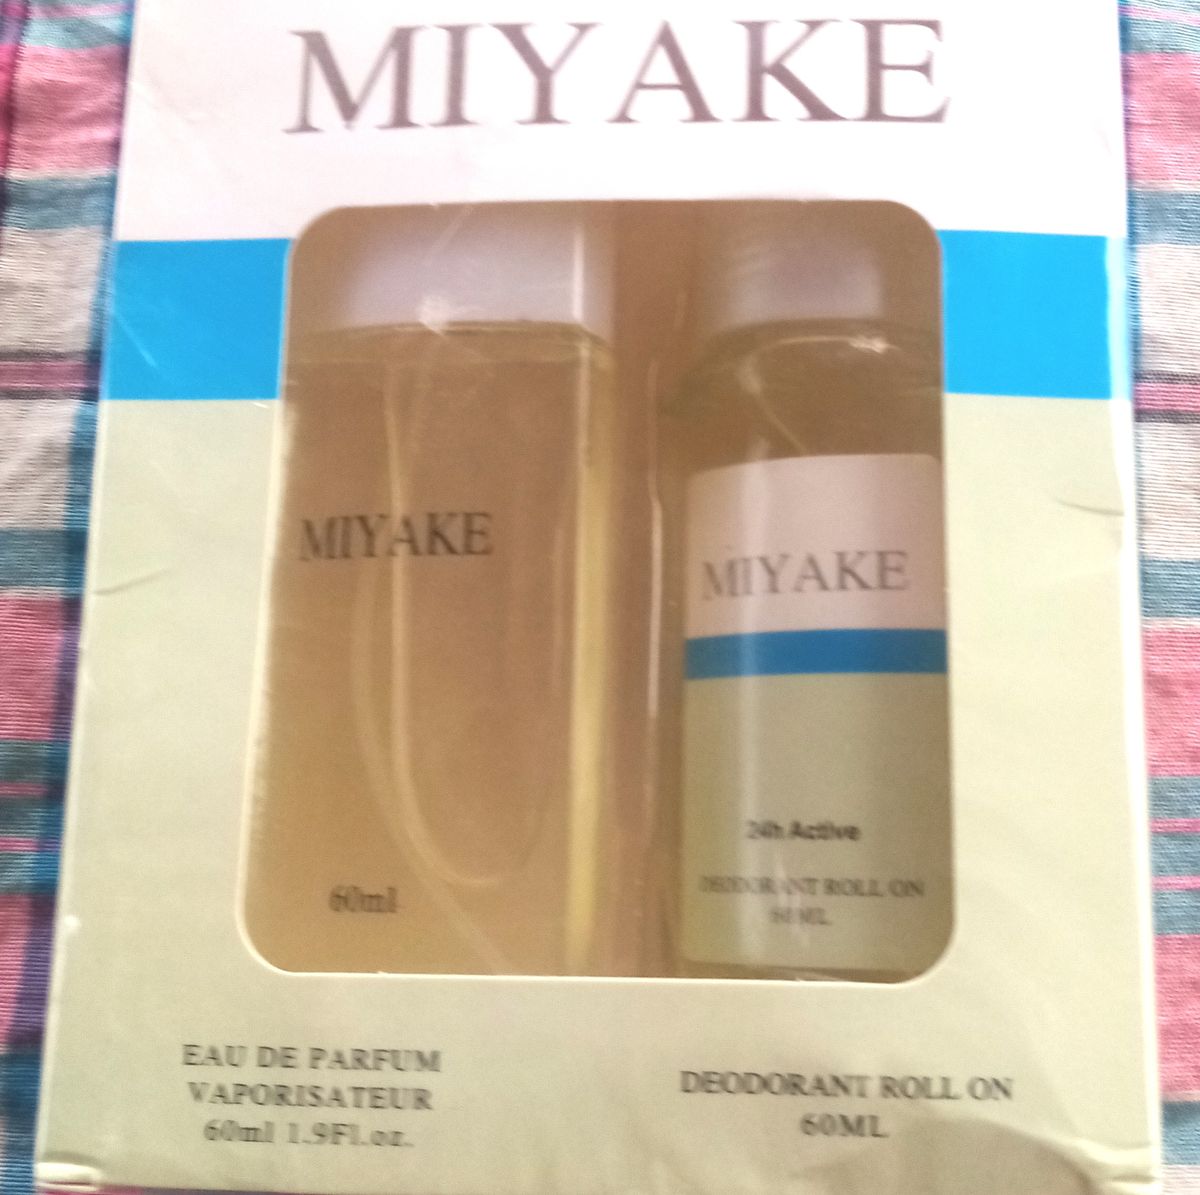 MIYAKE
MIYAKE
60ml
MIYAKE
24h Active
DEODORANT ROLL ON
60ML
EAU DE PARFUM
VAPORISATEUR
60ml 1.9Fl.oz.
DEODORANT ROLL ON
60ML